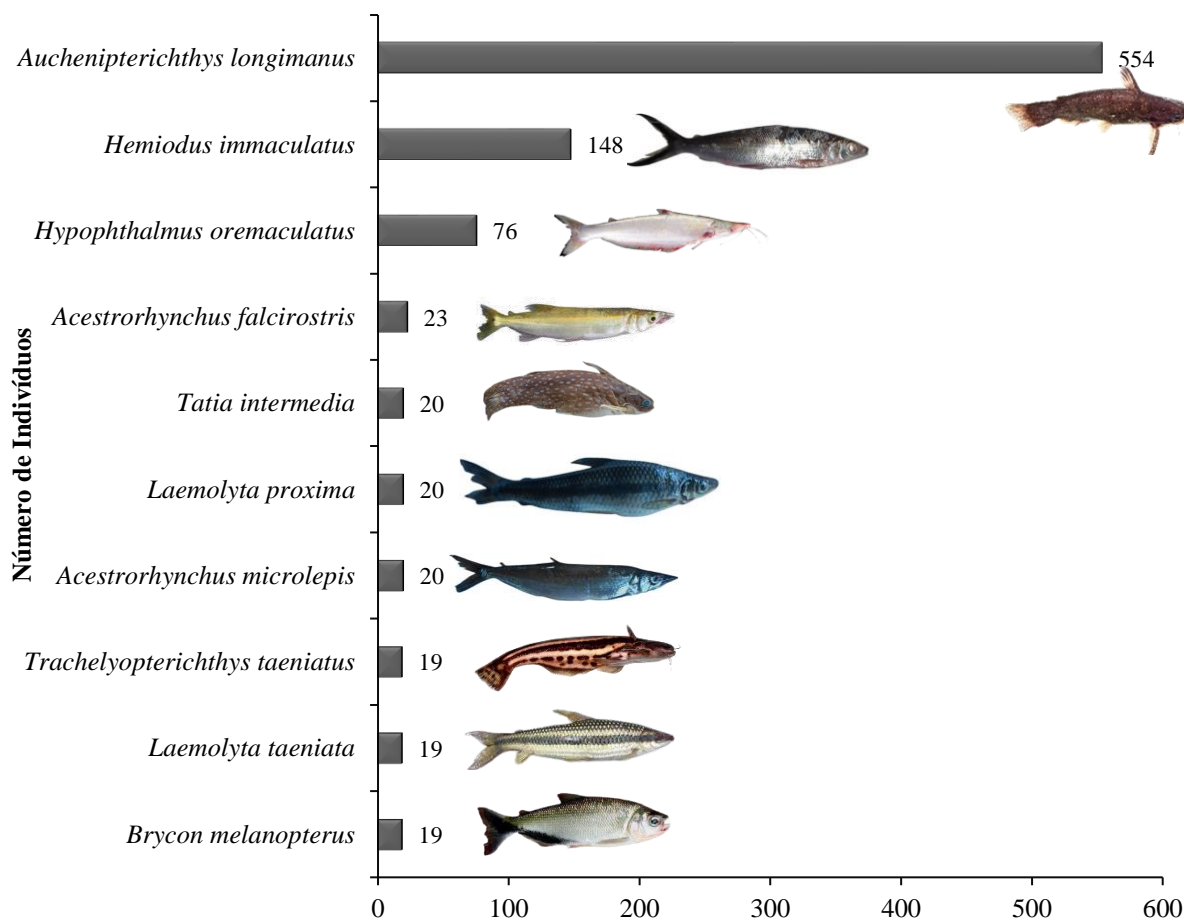 Auchenipterichthys longimanus
554
Hemiodus immaculatus
148
Hypophthalmus oremaculatus
76
Acestrorhynchus falcirostris
23
Tatia intermedia
20
Laemolyta proxima
20
Acestrorhynchus microlepis
20
Trachelyopterichthys taeniatus
19
Laemolyta taeniata
19
Brycon melanopterus
19
Número de Indivíduos
0 100 200 300 400 500 600